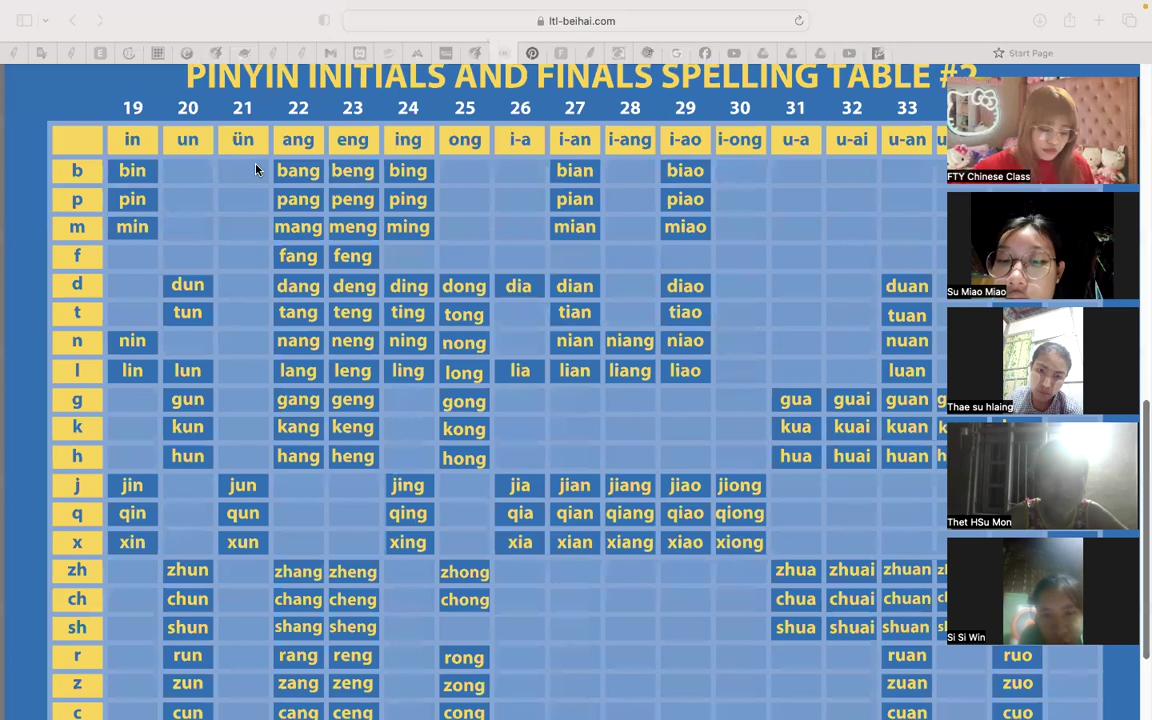 ltl-beihai.com
Start Page
PINYIN INITIALS AND FINALS SPELLING TABLE #2
19 20 21 22 23 24 25 26 27 28 29 30 31 32 33
in un ün ang eng ing ong i-a i-an i-ang i-ao i-ong u-a u-ai u-an
b bin bang beng bing bian biao
p pin pang peng ping pian piao
m min mang meng ming mian miao
f fang feng
d dun dang deng ding dong dia dian diao duan
t tun tang teng ting tong tian tiao tuan
n nin nang neng ning nong nian niang niao nuan
l lin lun lang leng ling long lia lian liang liao luan
g gun gang geng gong gua guai guan
k kun kang keng kong kua kuai kuan
h hun hang heng hong hua huai huan
j jin jun jing jia jian jiang jiao jiong
q qin qun qing qia qian qiang qiao qiong
x xin xun xing xia xian xiang xiao xiong
zh zhun zhang zheng zhong zhua zhuai zhuan
ch chun chang cheng chong chua chuai chuan
sh shun shang sheng shua shuai shuan
r run rang reng rong ruan ruo
z zun zang zeng zong zuan zuo
c cun cang ceng cong cuan cuo
FTY Chinese Class
Su Miao Miao
Thae su hlaing
Thet HSu Mon
Si Si Win